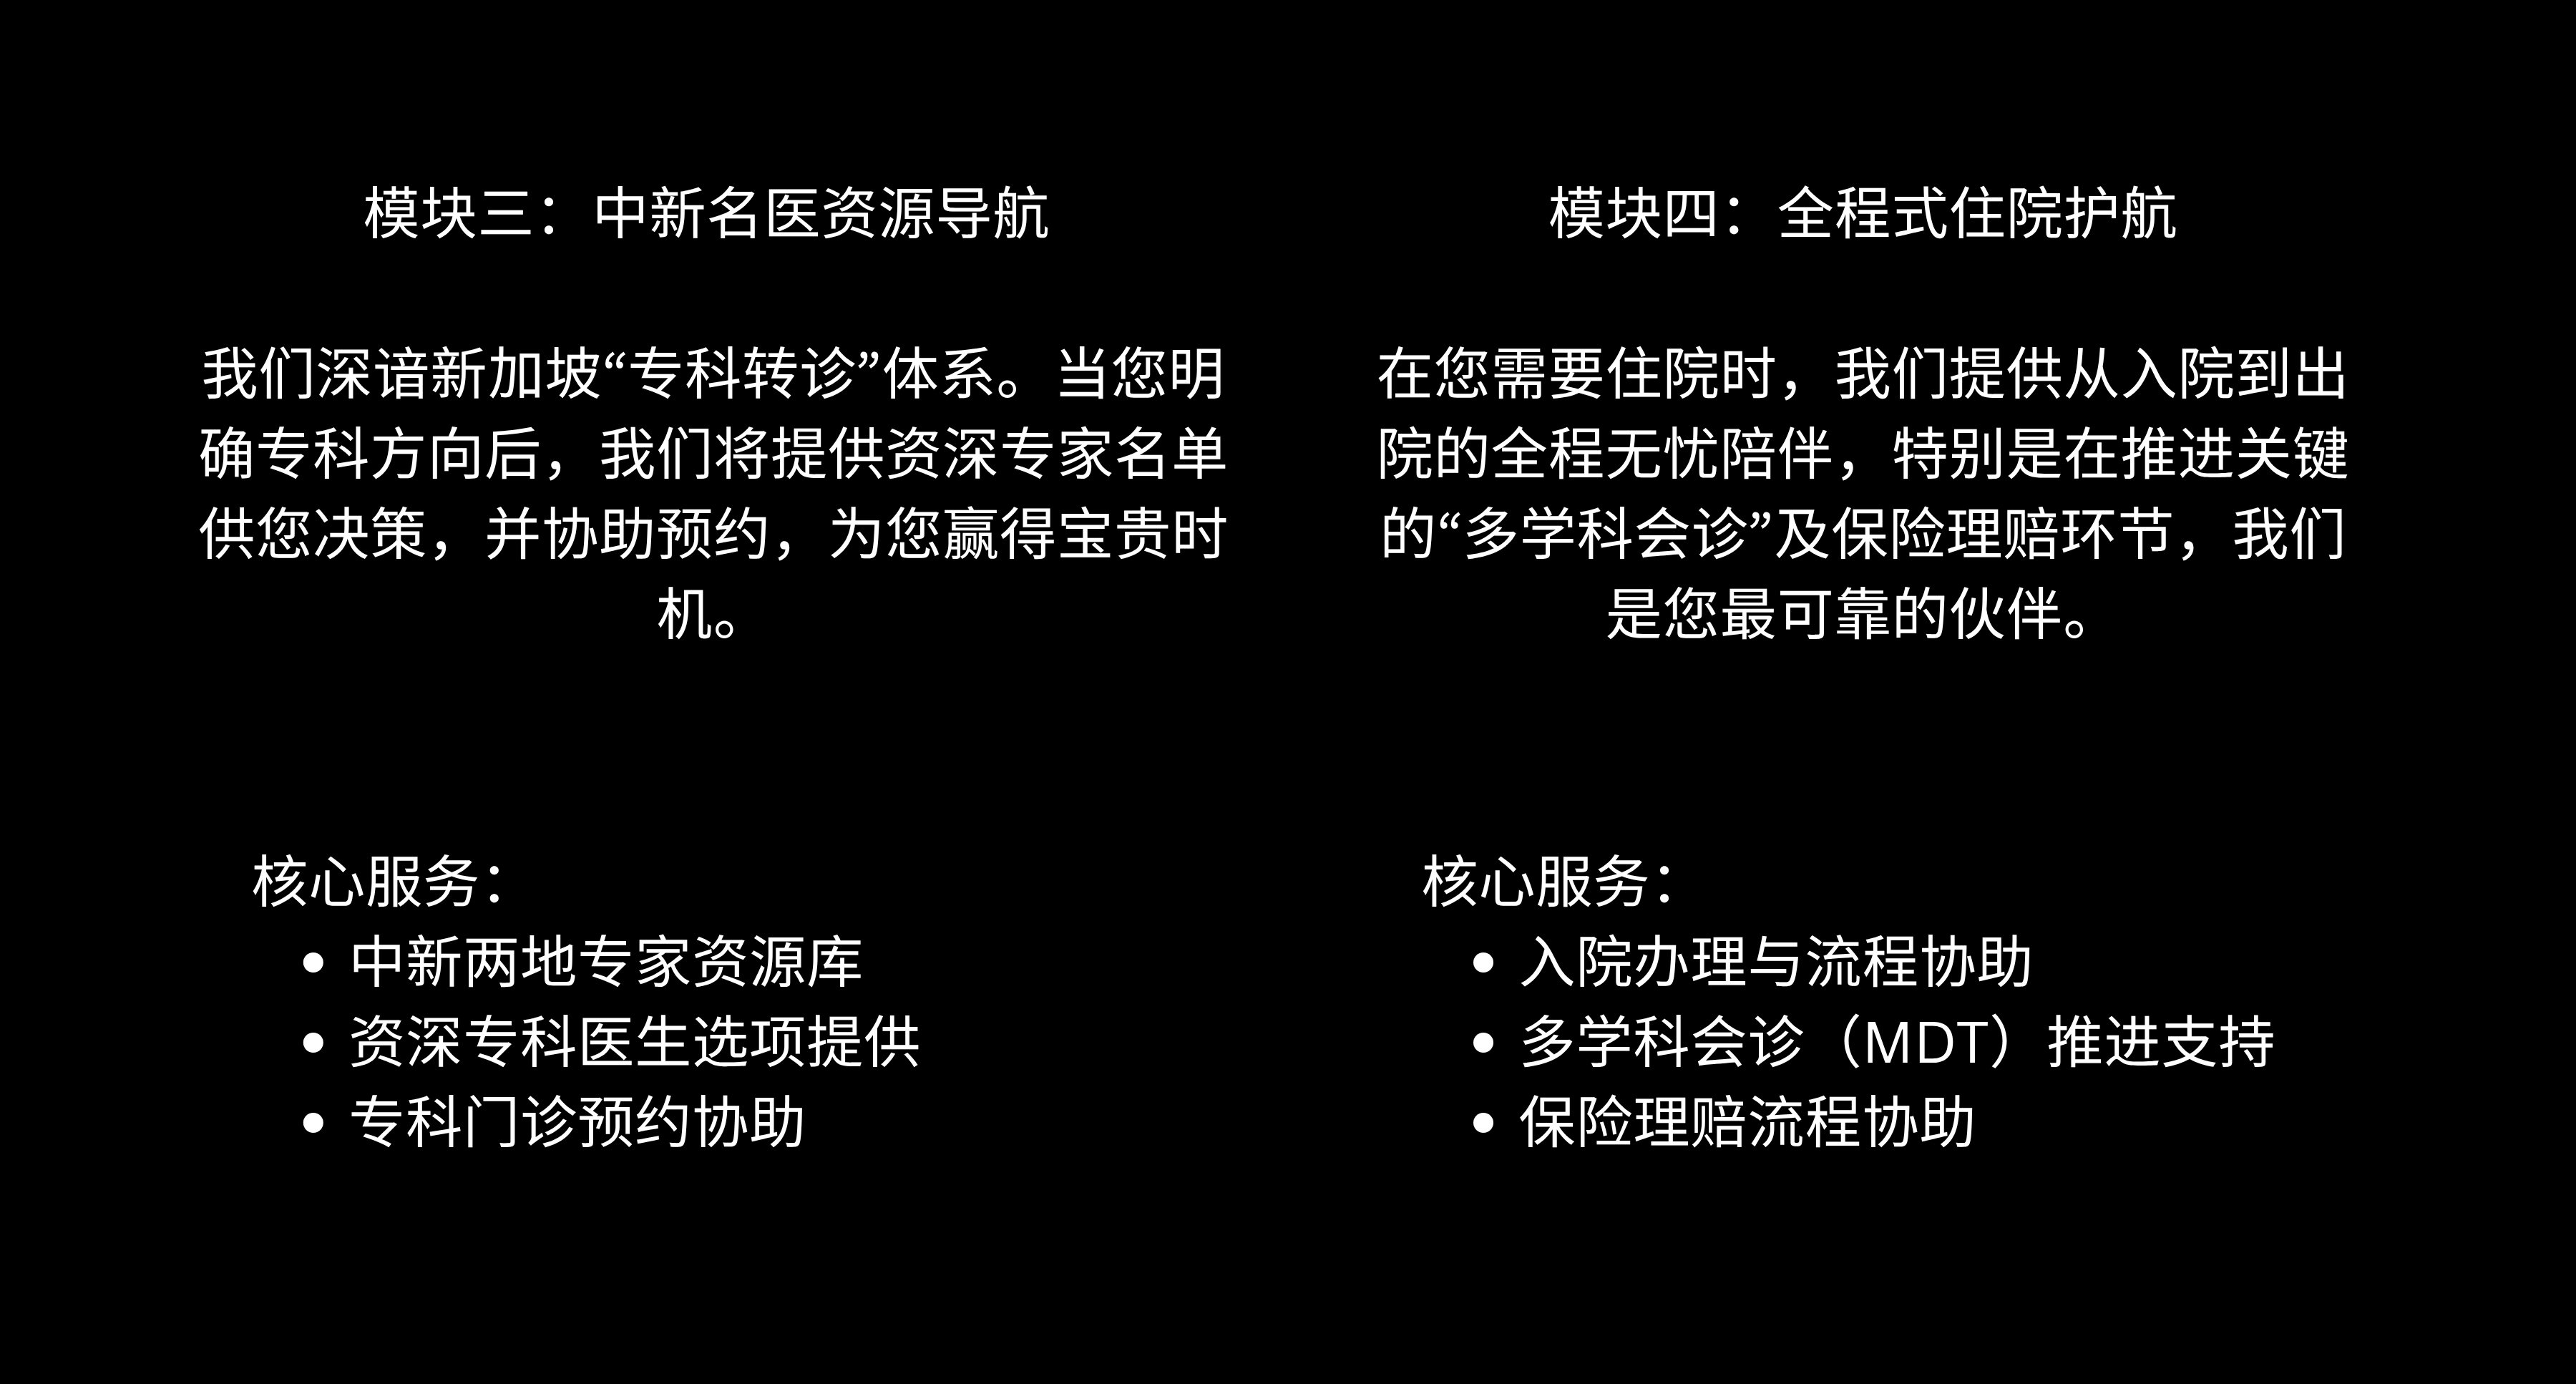 模块三：中新名医资源导航
我们深谙新加坡“专科转诊”体系。当您明
确专科方向后，我们将提供资深专家名单
供您决策，并协助预约，为您赢得宝贵时
机。
核心服务：
• 中新两地专家资源库
• 资深专科医生选项提供
• 专科门诊预约协助
模块四：全程式住院护航
在您需要住院时，我们提供从入院到出
院的全程无忧陪伴，特别是在推进关键
的“多学科会诊”及保险理赔环节，我们
是您最可靠的伙伴。
核心服务：
• 入院办理与流程协助
• 多学科会诊（MDT）推进支持
• 保险理赔流程协助